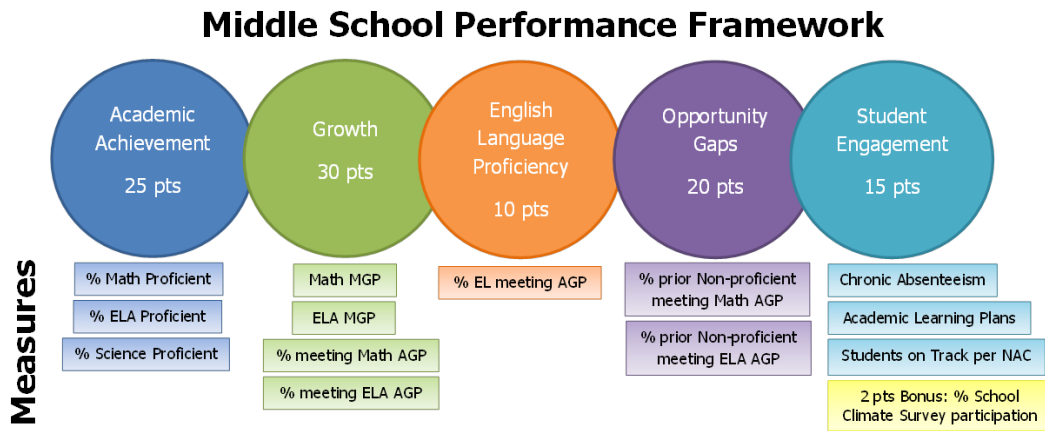 Middle School Performance Framework
Academic
Achievement
25 pts
Growth
30 pts
English
Language
Proficiency
10 pts
Opportunity
Gaps
20 pts
Student
Engagement
15 pts
Measures
% Math Proficient
% ELA Proficient
% Science Proficient
Math MGP
ELA MGP
% meeting Math AGP
% meeting ELA AGP
% EL meeting AGP
% prior Non-proficient
meeting Math AGP
% prior Non-proficient
meeting ELA AGP
Chronic Absenteeism
Academic Learning Plans
Students on Track per NAC
2 pts Bonus: % School
Climate Survey participation